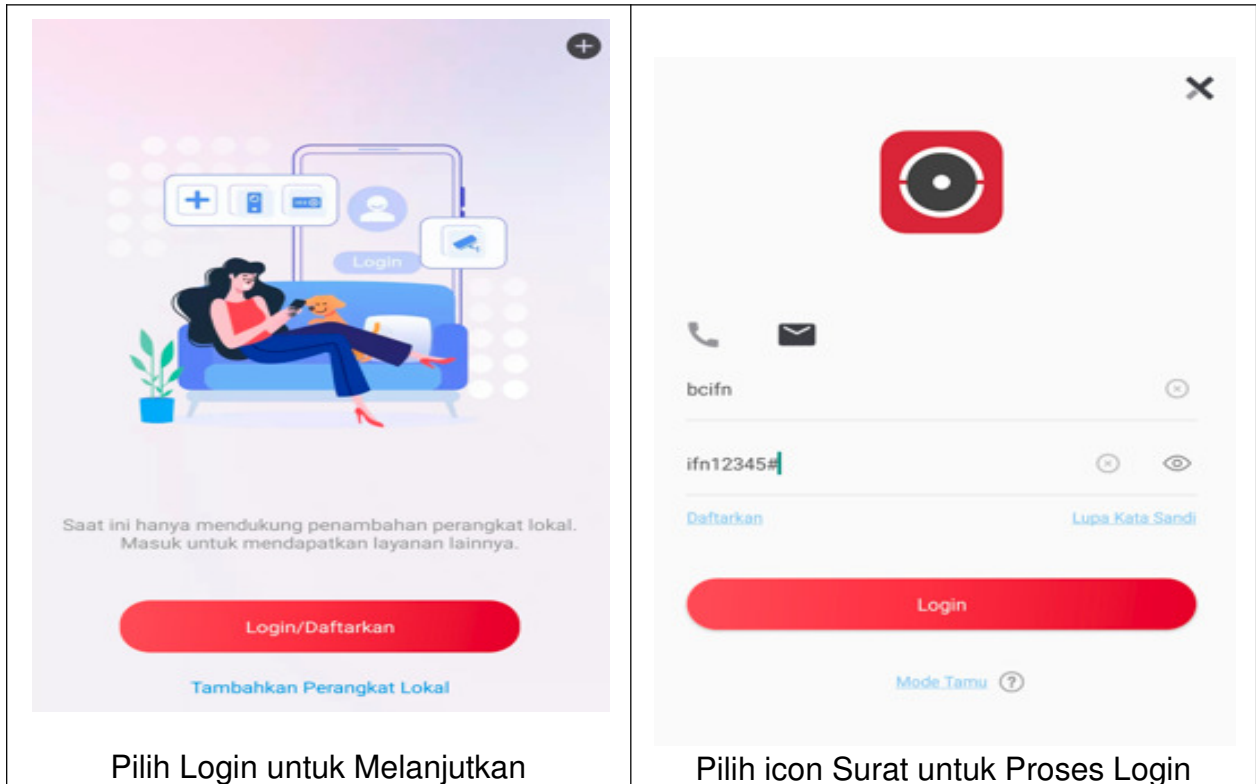 Login
Saat ini hanya mendukung penambahan perangkat lokal.
Masuk untuk mendapatkan layanan lainnya.
Login/Daftarkan
Tambahkan Perangkat Lokal
Pilih Login untuk Melanjutkan
bcifn
ifn12345#
Daftarkan
Lupa Kata Sandi
Login
Mode Tamu ?
Pilih icon Surat untuk Proses Login